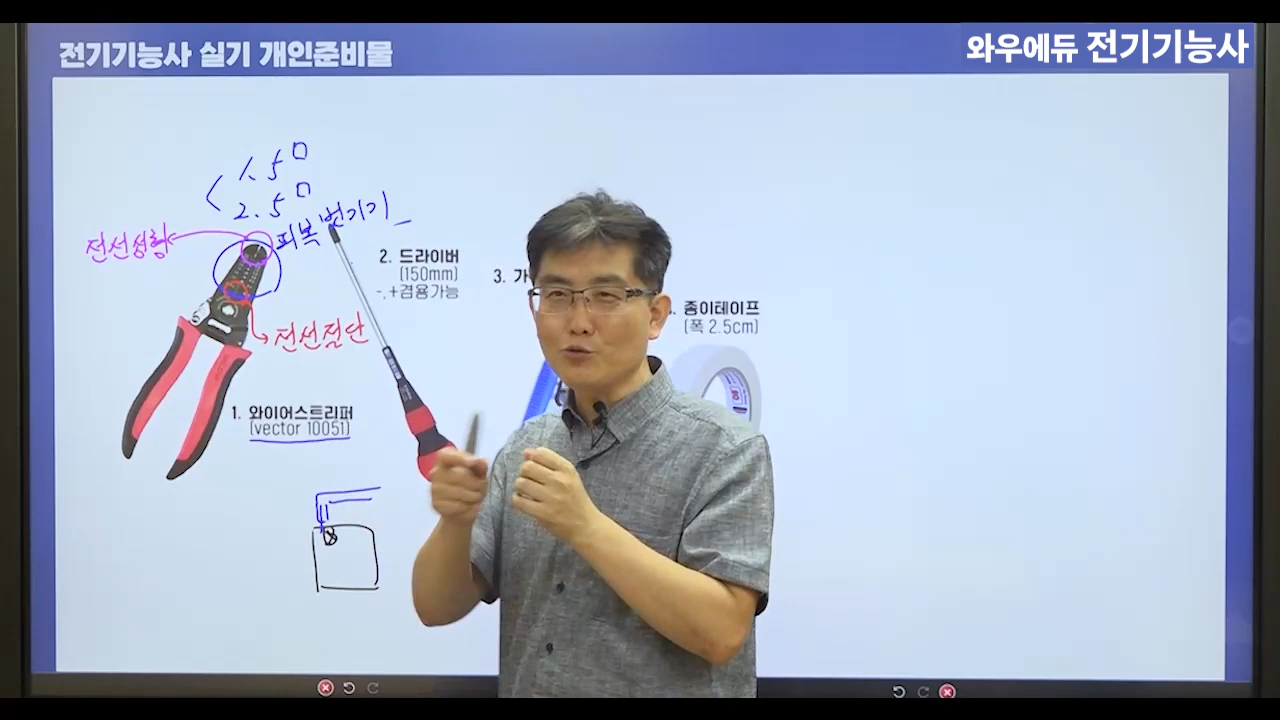 전기기능사 실기 개인준비물
와우에듀 전기기능사
1.5□
2.5□
피복벗기기
전선성형
전선절단
1. 와이어스트리퍼
(vector 10051)
2. 드라이버
(150mm)
-,+겸용가능
3. 가
종이테이프
(폭 2.5cm)